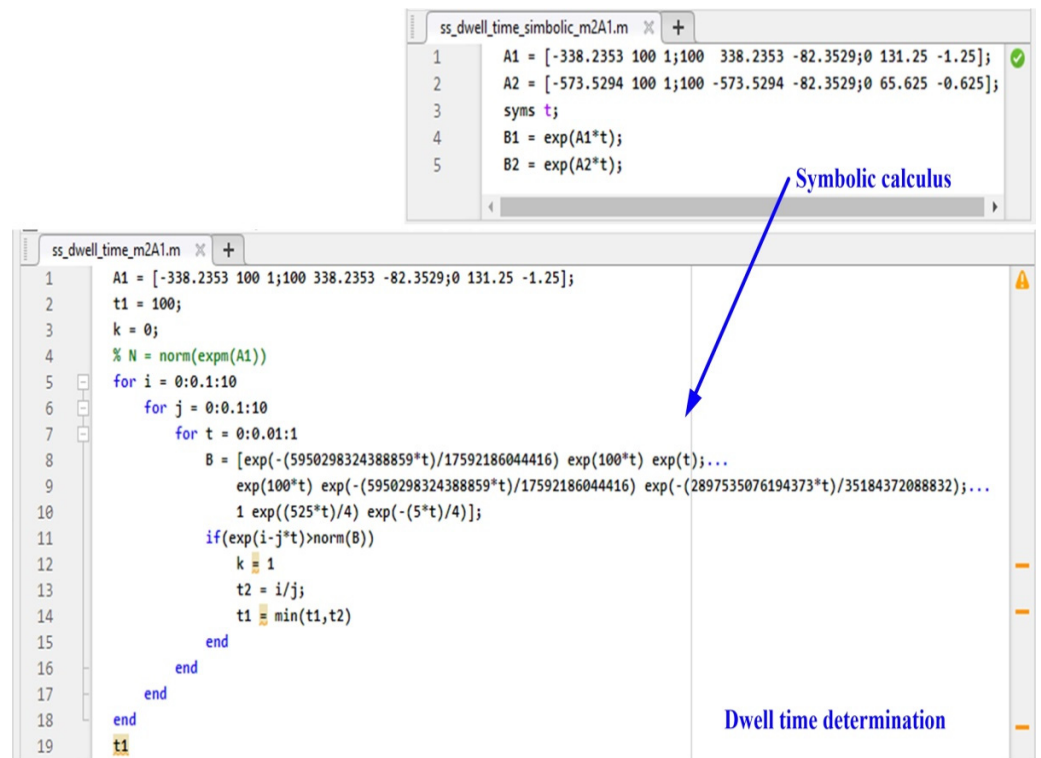 ss_dwell_time_simbolic_m2A1.m
1 A1 = [-338.2353 100 1;100  338.2353 -82.3529;0 131.25 -1.25];
2 A2 = [-573.5294 100 1;100 -573.5294 -82.3529;0 65.625 -0.625];
3 syms t;
4 B1 = exp(A1*t);
5 B2 = exp(A2*t);
Symbolic calculus
ss_dwell_time_m2A1.m
1 A1 = [-338.2353 100 1;100 338.2353 -82.3529;0 131.25 -1.25];
2 t1 = 100;
3 k = 0;
4 % N = norm(expm(A1))
5 for i = 0:0.1:10
6 for j = 0:0.1:10
7 for t = 0:0.01:1
8 B = [exp(-(5950298324388859*t)/17592186044416) exp(100*t) exp(t);...
9 exp(100*t) exp(-(5950298324388859*t)/17592186044416) exp(-(2897535076194373*t)/35184372088832);...
10 1 exp((525*t)/4) exp(-(5*t)/4)];
11 if(exp(i-j*t)>norm(B))
12 k = 1
13 t2 = i/j;
14 t1 = min(t1,t2)
15 end
16 end
17 end
18 end
19 t1
Dwell time determination